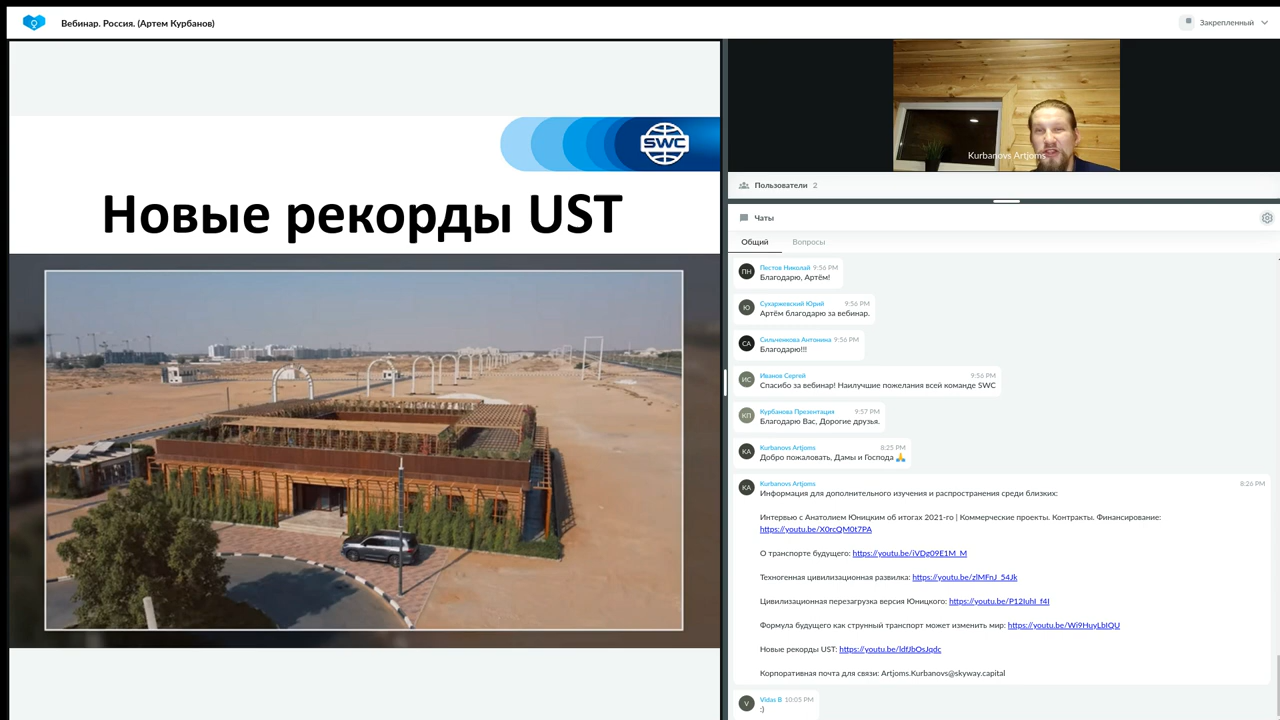 Вебинар. Россия. (Артем Курбанов)
Закрепленный
SWC
Новые рекорды UST
Kurbanovs Artjoms
Пользователи 2
Чаты
Общий Вопросы
ПН Пестов Николай 9:56 PM
Благодарю, Артём!
Ю Сухаржевский Юрий 9:56 PM
Артём благодарю за вебинар.
СА Сильченкова Антонина 9:56 PM
Благодарю!!!
ИС Иванов Сергей 9:56 PM
Спасибо за вебинар! Наилучшие пожелания всей команде SWC
КП Курбанова Презентация 9:57 PM
Благодарю Вас, Дорогие друзья.
KA Kurbanovs Artjoms 8:25 PM
Добро пожаловать, Дамы и Господа 🙏
KA Kurbanovs Artjoms 8:26 PM
Информация для дополнительного изучения и распространения среди близких:
Интервью с Анатолием Юницким об итогах 2021-го | Коммерческие проекты. Контракты. Финансирование:
https://youtu.be/X0rcQM0t7PA
О транспорте будущего: https://youtu.be/iVDg09E1M_M
Техногенная цивилизационная развилка: https://youtu.be/zlMFnJ_54Jk
Цивилизационная перезагрузка версия Юницкого: https://youtu.be/P12IuhI_f4I
Формула будущего как струнный транспорт может изменить мир: https://youtu.be/Wi9HuyLbIQU
Новые рекорды UST: https://youtu.be/ldfJbOsJqdc
Корпоративная почта для связи: Artjoms.Kurbanovs@skyway.capital
V Vidas B 10:05 PM
:)